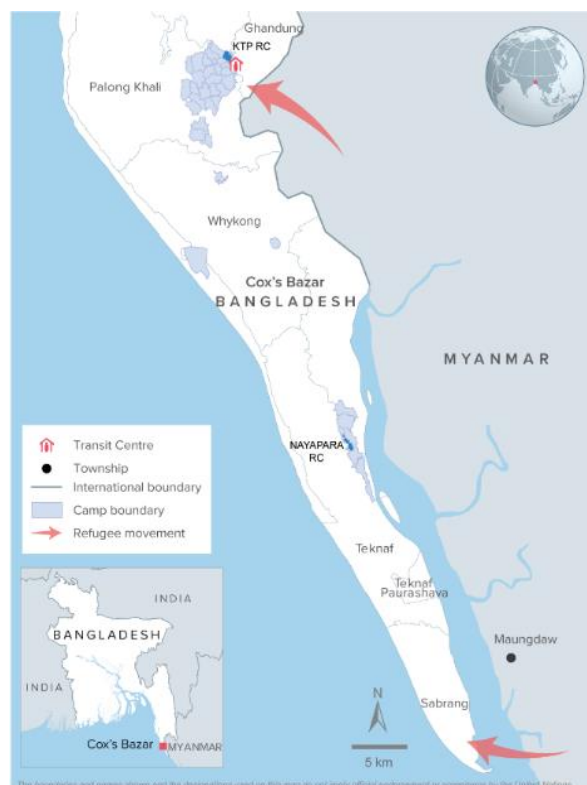 Ghandung
KTP RC
Palong Khali
Whykong
Cox's Bazar
BANGLADESH
MYANMAR
NAYAPARA
RC
Transit Centre
Township
International boundary
Camp boundary
Refugee movement
Teknaf
Teknaf
Paurashava
Maungdaw
Sabrang
N
5 km
INDIA
BANGLADESH
INDIA
Cox's Bazar
MYANMAR